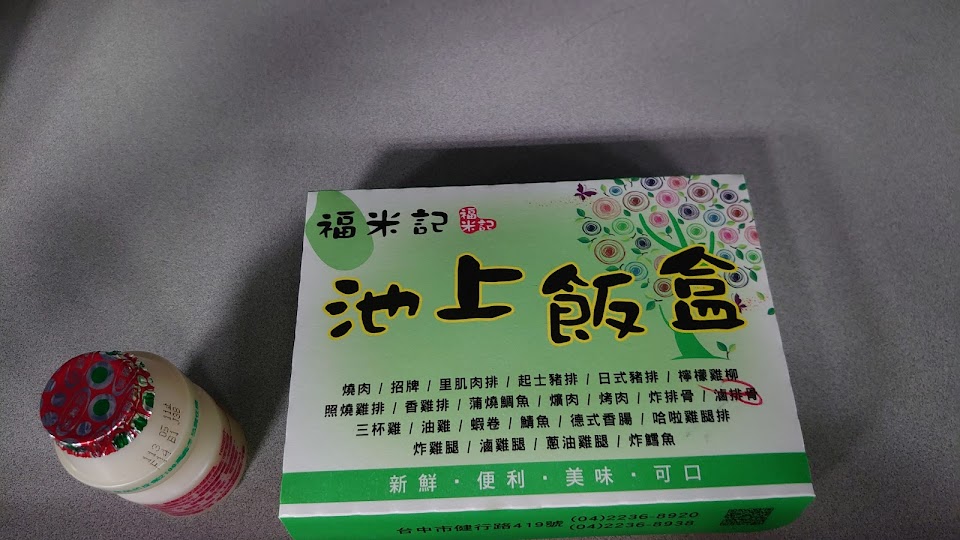 福米記 福米記
池上飯盒
燒肉 / 招牌 / 里肌肉排 / 起士豬排 / 日式豬排 / 檸檬雞柳
照燒雞排 / 香雞排 / 蒲燒鯛魚 / 爌肉 / 烤肉 / 炸排骨 / 滷排骨
三杯雞 / 油雞 / 蝦卷 / 鯖魚 / 德式香腸 / 哈啦雞腿排
炸雞腿 / 滷雞腿 / 蔥油雞腿 / 炸鱈魚
新鮮 · 便利 · 美味 · 可口
台中市健行路419號
(04)2236-8920
(04)2236-8938